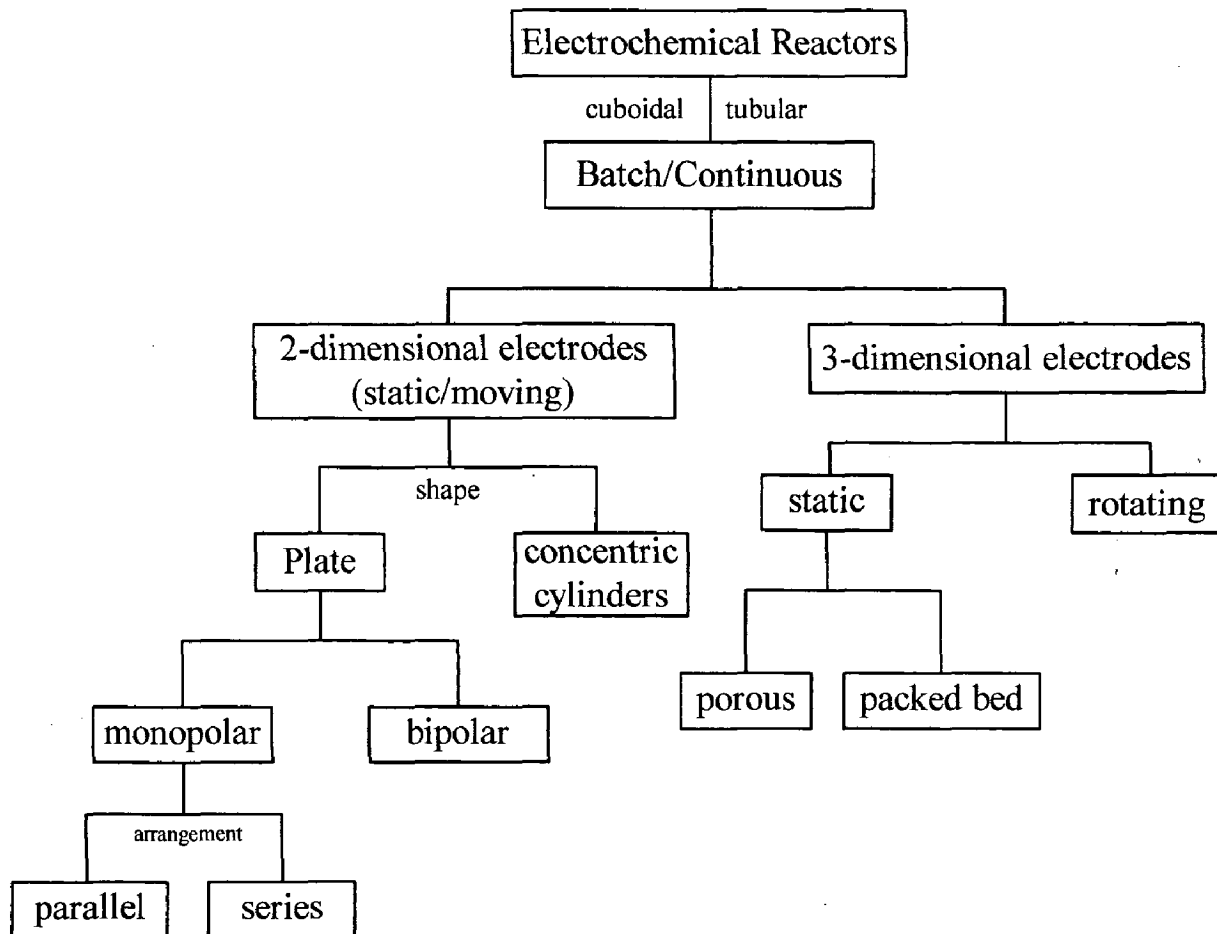 Electrochemical Reactors
cuboidal tubular
Batch/Continuous
2-dimensional electrodes
(static/moving)
3-dimensional electrodes
shape
static
rotating
Plate
concentric
cylinders
porous
packed bed
monopolar
bipolar
arrangement
parallel
series